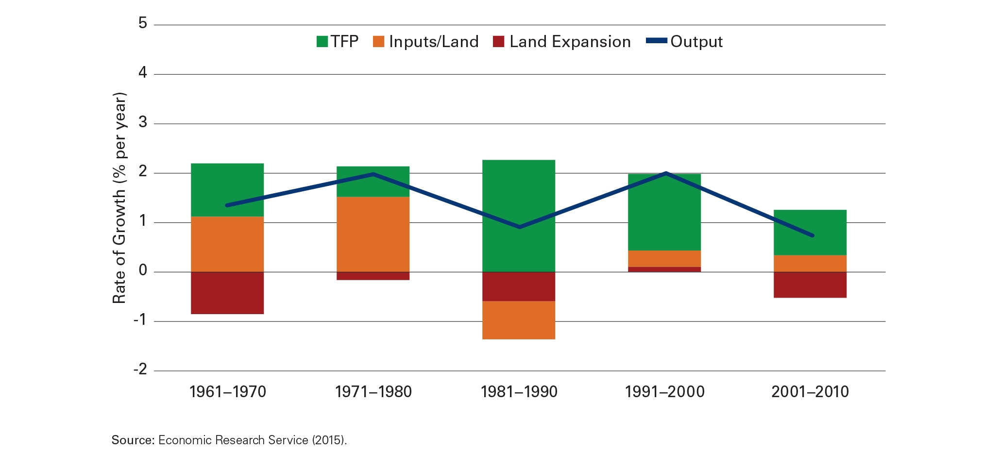 5
TFP Inputs/Land Land Expansion Output
4
3
2
1
0
-1
-2
Rate of Growth (% per year)
1961–1970 1971–1980 1981–1990 1991–2000 2001–2010
Source: Economic Research Service (2015).